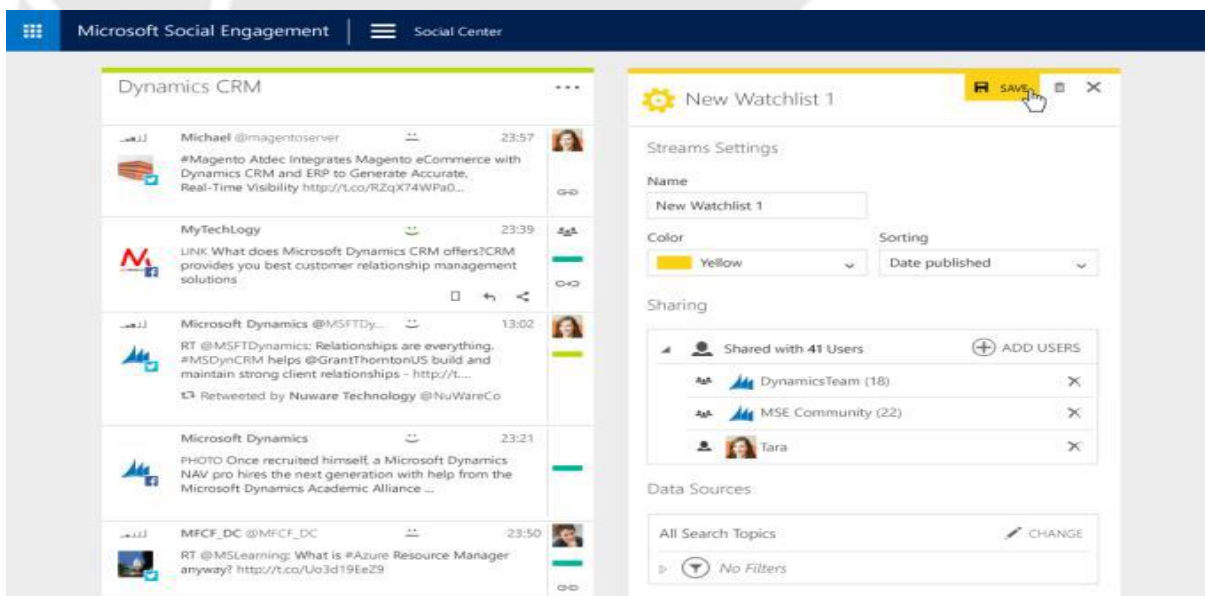 Microsoft Social Engagement
Social Center
Dynamics CRM
Michael @magentoserver 23:57
#Magento Atdec Integrates Magento eCommerce with
Dynamics CRM and ERP to Generate Accurate,
Real-Time Visibility http://t.co/RZqX74WPa0...
MyTechLogy 23:39
LINK What does Microsoft Dynamics CRM offers?CRM
provides you best customer relationship management
solutions
Microsoft Dynamics @MSFTDy... 13:02
RT @MSFTDynamics: Relationships are everything.
#MSDynCRM helps @GrantThorntonUS build and
maintain strong client relationships - http://t....
Retweeted by Nuware Technology @NuWareCo
Microsoft Dynamics 23:21
PHOTO Once recruited himself, a Microsoft Dynamics
NAV pro hires the next generation with help from the
Microsoft Dynamics Academic Alliance ...
MFCF_DC @MFCF_DC 23:50
RT @MSLearning: What is #Azure Resource Manager
anyway? http://t.co/Uo3d19EeZ9
New Watchlist 1
SAVE
Streams Settings
Name
New Watchlist 1
Color Sorting
Yellow Date published
Sharing
Shared with 41 Users ADD USERS
DynamicsTeam (18)
MSE Community (22)
Tara
Data Sources
All Search Topics CHANGE
No Filters